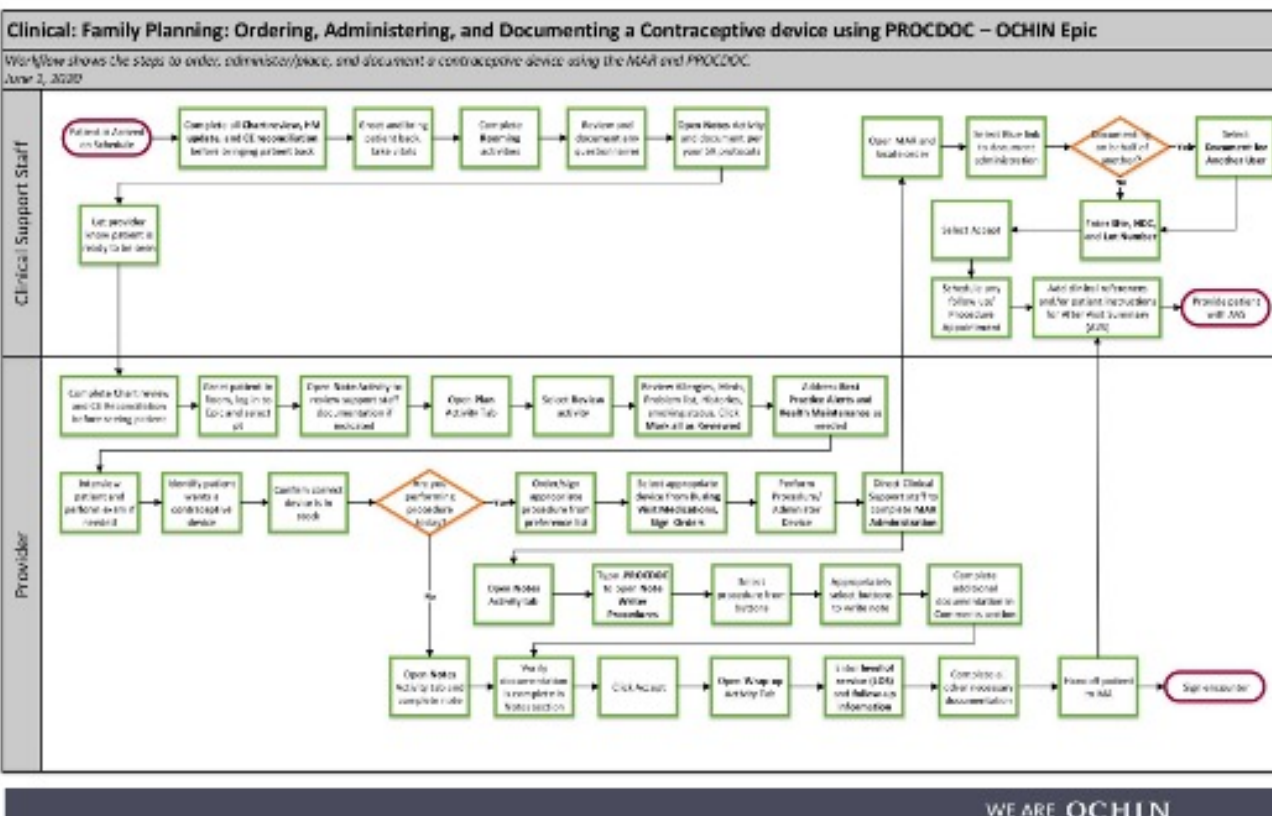 Clinical: Family Planning: Ordering, Administering, and Documenting a Contraceptive device using PROCDOC – OCHIN Epic
Workflow shows the steps to order, administer/place, and document a contraceptive device using the MAR and PROCDOC.
June 1, 2020
Clinical Support Staff
Patient is Arrived
on Schedule
Complete all Chart review, HM
update, and CE reconciliation
before bringing patient back
Greet and bring
patient back,
take vitals
Complete
Rooming
activities
Review and
document any
questionnaires
Open Notes Activity
and document per
your SA protocols
Open MAR and
locate order
Select Blue link
to document
administration
Documenting
on behalf of
another?
Yes
Select
Document for
Another User
No
Let provider
know patient is
ready to be seen
Select Accept
Enter Site, NDC,
and Lot Number
Schedule any
follow up/
Procedure
Appointment
Add clinical references
and/or patient instructions
for After Visit Summary
(AVS)
Provide patient
with AVS
Provider
Complete Chart review
and CE Reconciliation
before seeing patient
Greet patient in
Room, log in to
Epic and select
pt
Open Note Activity to
review support staff
documentation if
indicated
Open Plan
Activity Tab
Select Review
activity
Review Allergies, Meds,
Problem list, Histories,
smoking status. Click
Mark all as Reviewed
Address Best
Practice Alerts and
Health Maintenance as
needed
Interview
patient and
perform exam if
needed
Identify patient
wants a
contraceptive
device
Confirm correct
device is in
stock
Are you
performing
procedure
today?
Yes
Order/sign
appropriate
procedure from
preference list
Select appropriate
device from During
Visit Medications,
Sign Orders
Perform
Procedure/
Administer
Device
Direct Clinical
Support staff to
complete MAR
Administration
No
Open Notes
Activity tab
Type PROCDOC
to open Note
Writer
Procedures
Select
procedure from
buttons
Appropriately
select buttons
to write note
Complete
additional
documentation in
Comments section
Open Notes
Activity tab and
complete note
Verify
documentation
is complete in
Notes section
Click Accept
Open Wrap up
Activity Tab
Enter level of
service (LOS)
and follow-up
information
Complete all
other necessary
documentation
Hand off patient
to MA
Sign encounter
WE ARE OCHIN